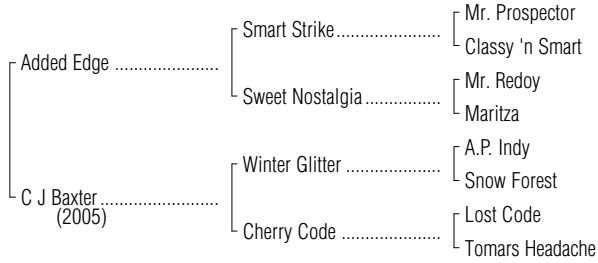 Mr. Prospector
Smart Strike....................
Classy 'n Smart
Added Edge ......................
Mr. Redoy
Sweet Nostalgia................
Maritza
A.P. Indy
Winter Glitter ....................
Snow Forest
C J Baxter.........................
(2005)
Lost Code
Cherry Code .....................
Tomars Headache